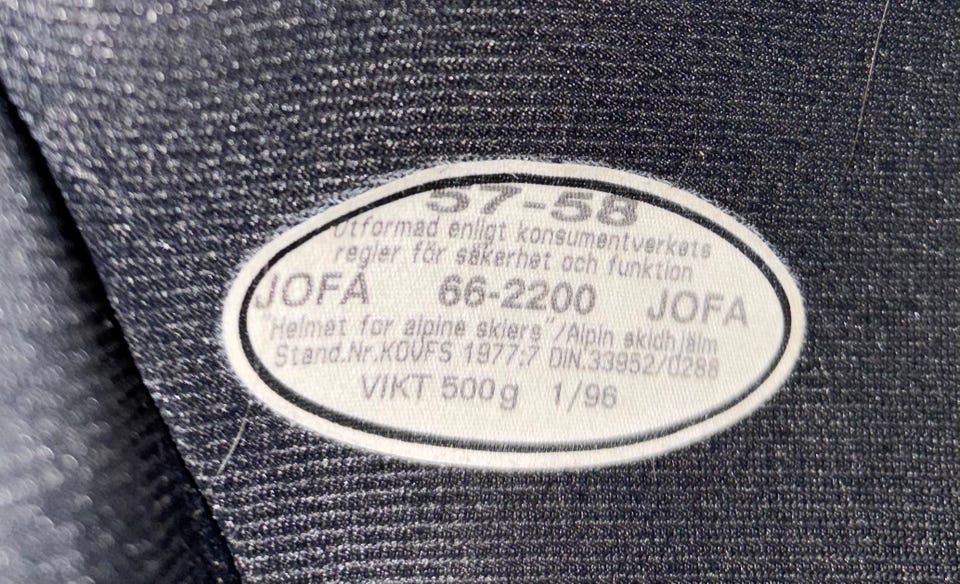 57-58
Utformad enligt konsumentverkets
regler för säkerhet och funktion
JOFA 66-2200 JOFA
"Helmet for alpine skiers"/Alpin skidhjälm
Stand.Nr.KOVFS 1977:7 DIN.33952/0288
VIKT 500g 1/96